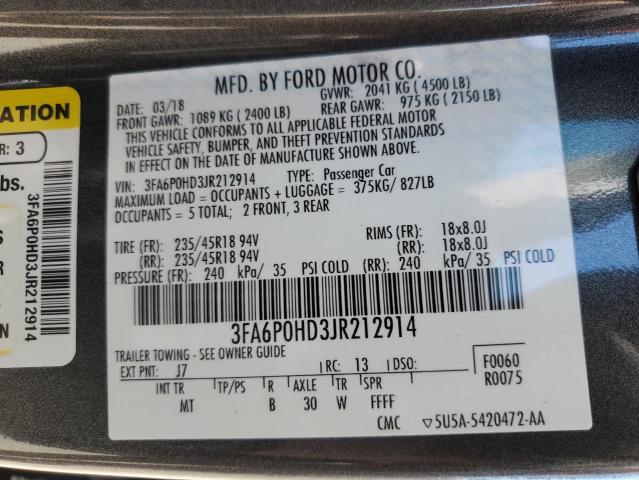 MFD. BY FORD MOTOR CO.
DATE: 03/18
GVWR: 2041 KG ( 4500 LB)
FRONT GAWR: 1089 KG ( 2400 LB)
REAR GAWR: 975 KG ( 2150 LB)
THIS VEHICLE CONFORMS TO ALL APPLICABLE FEDERAL MOTOR
VEHICLE SAFETY, BUMPER, AND THEFT PREVENTION STANDARDS
IN EFFECT ON THE DATE OF MANUFACTURE SHOWN ABOVE.
VIN: 3FA6P0HD3JR212914 TYPE: Passenger Car
MAXIMUM LOAD = OCCUPANTS + LUGGAGE = 375KG/ 827LB
OCCUPANTS = 5 TOTAL; 2 FRONT, 3 REAR
TIRE (FR): 235/45R18 94V RIMS (FR): 18x8.0J
(RR): 235/45R18 94V (RR): 18x8.0J
PRESSURE (FR): 240 kPa/ 35 PSI COLD (RR): 240 kPa/ 35 PSI COLD
3FA6P0HD3JR212914
TRAILER TOWING - SEE OWNER GUIDE
EXT PNT: J7 RC: 13 DSO: F0060
R0075
INT TR TP/PS R AXLE TR SPR
MT B 30 W FFFF
CMC ▽5U5A-5420472-AA
ATION
R: 3
bs.
3FA6P0HD3JR212914
S
R
N